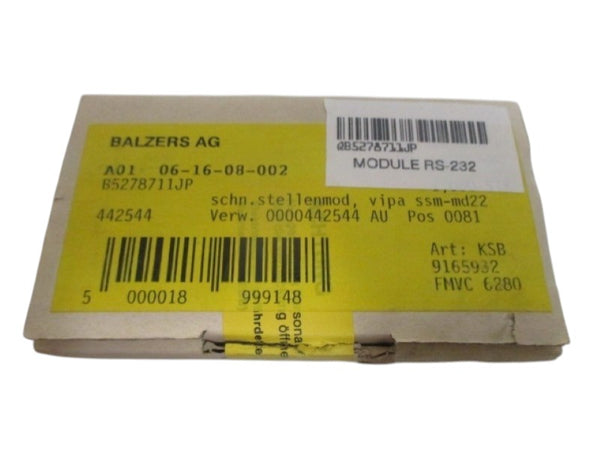 BALZERS AG
A01 06-16-08-002
B5278711JP
QB5278711JP
MODULE RS-232
schn.stellenmod, vipa ssm-md22
442544 Verw. 0000442544 AU Pos 0081
Art: KSB
9165932
FMVC 6280
5 000018 999148